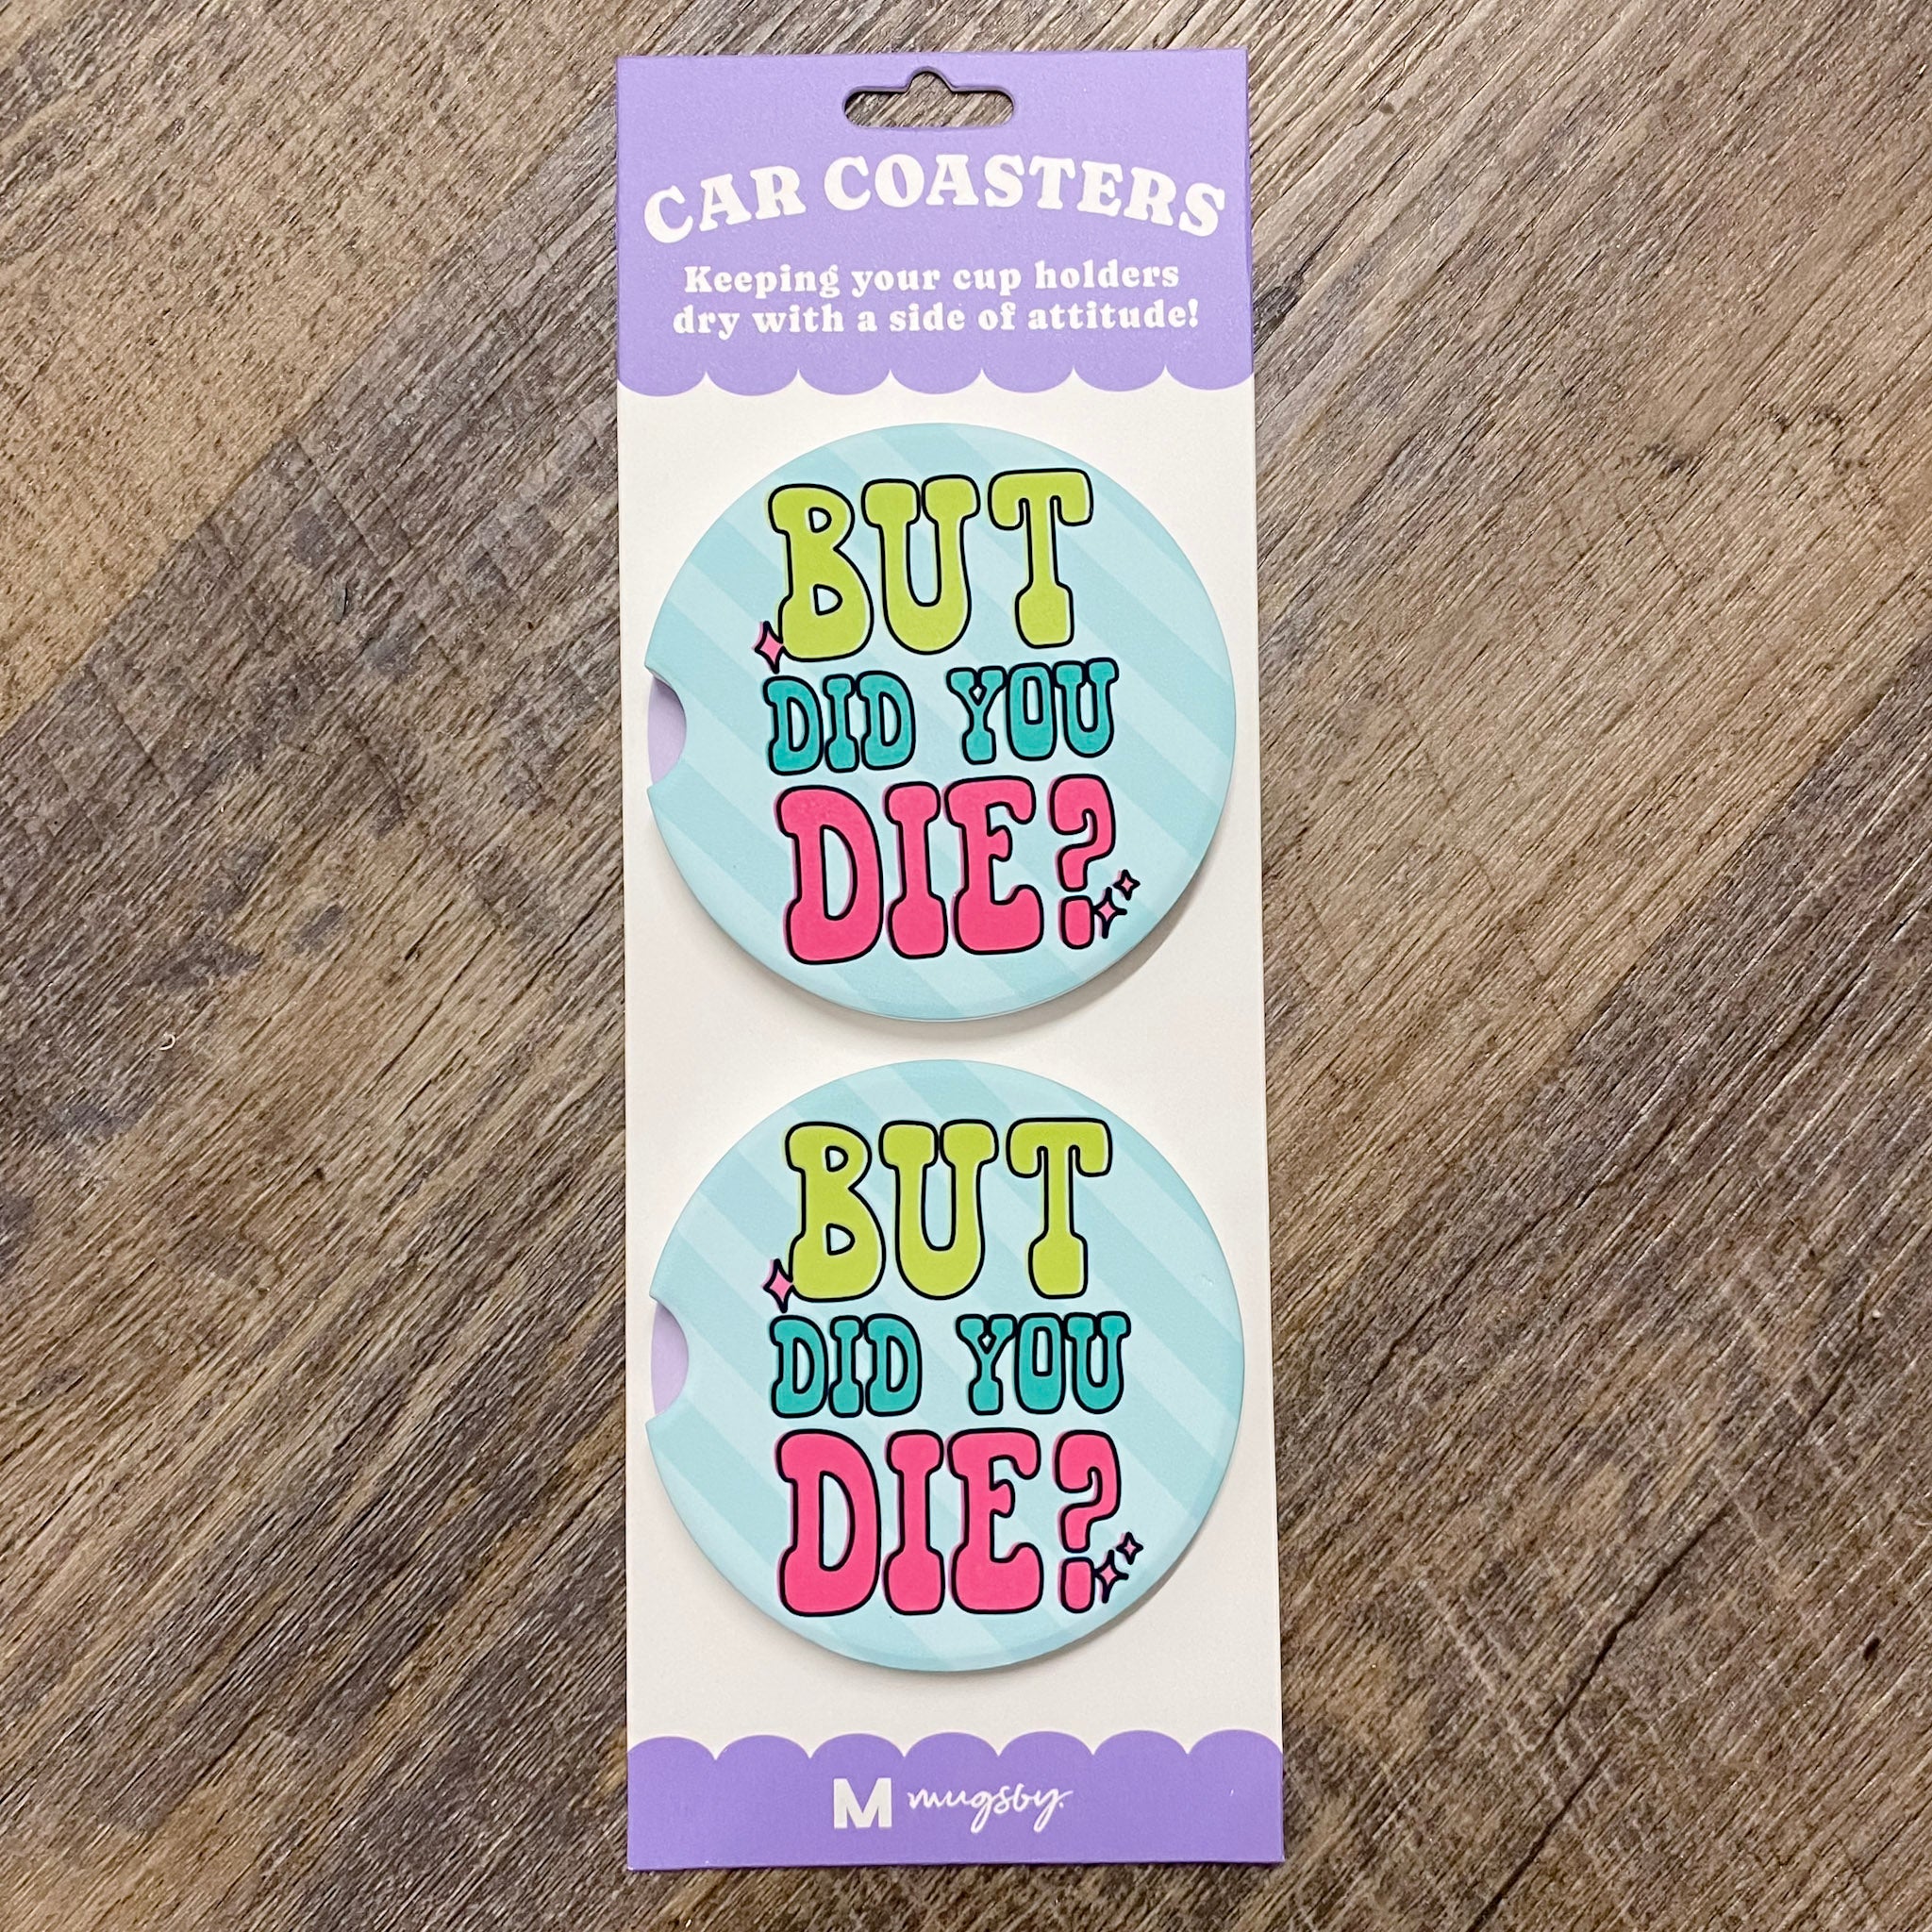 CAR COASTERS
Keeping your cup holders
dry with a side of attitude!
BUT
DID YOU
DIE?
BUT
DID YOU
DIE?
M mugsby.